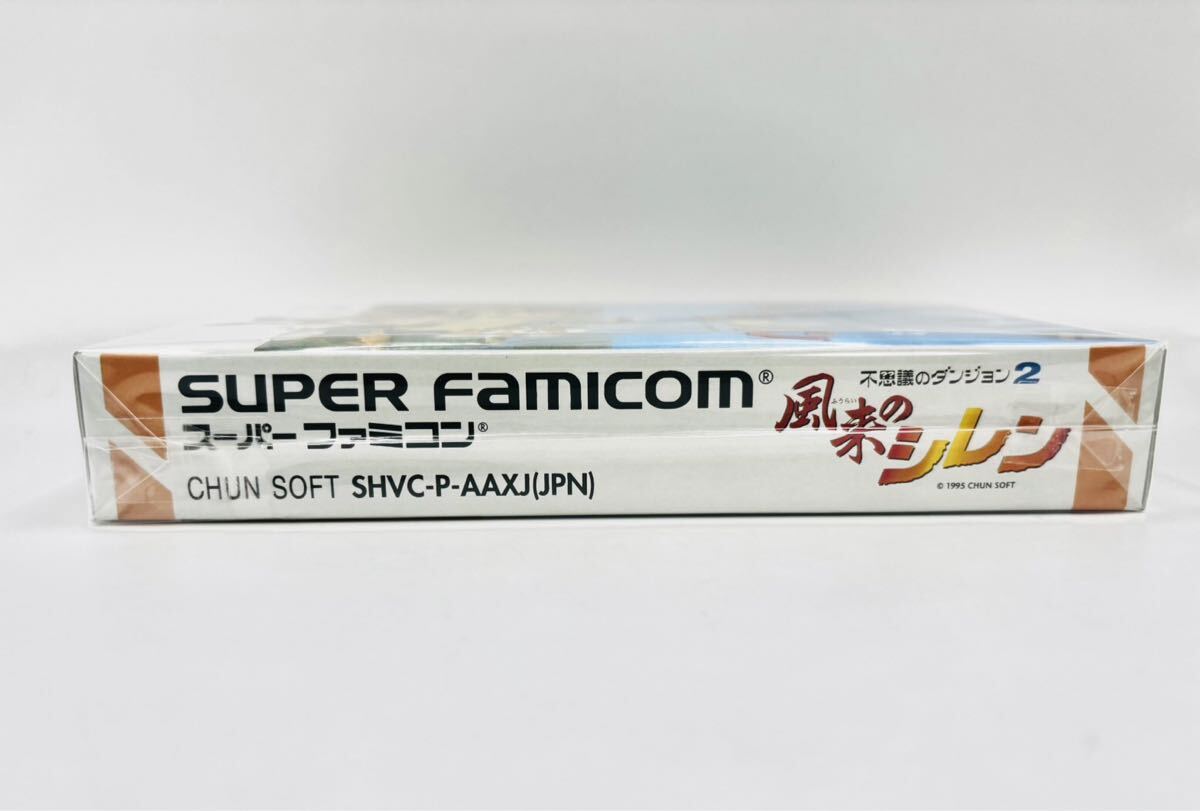 SUPER FAMICOM®
スーパーファミコン®
CHUN SOFT SHVC-P-AAXJ(JPN)
不思議のダンジョン2
風来のシレン
ふうらい
© 1995 CHUN SOFT